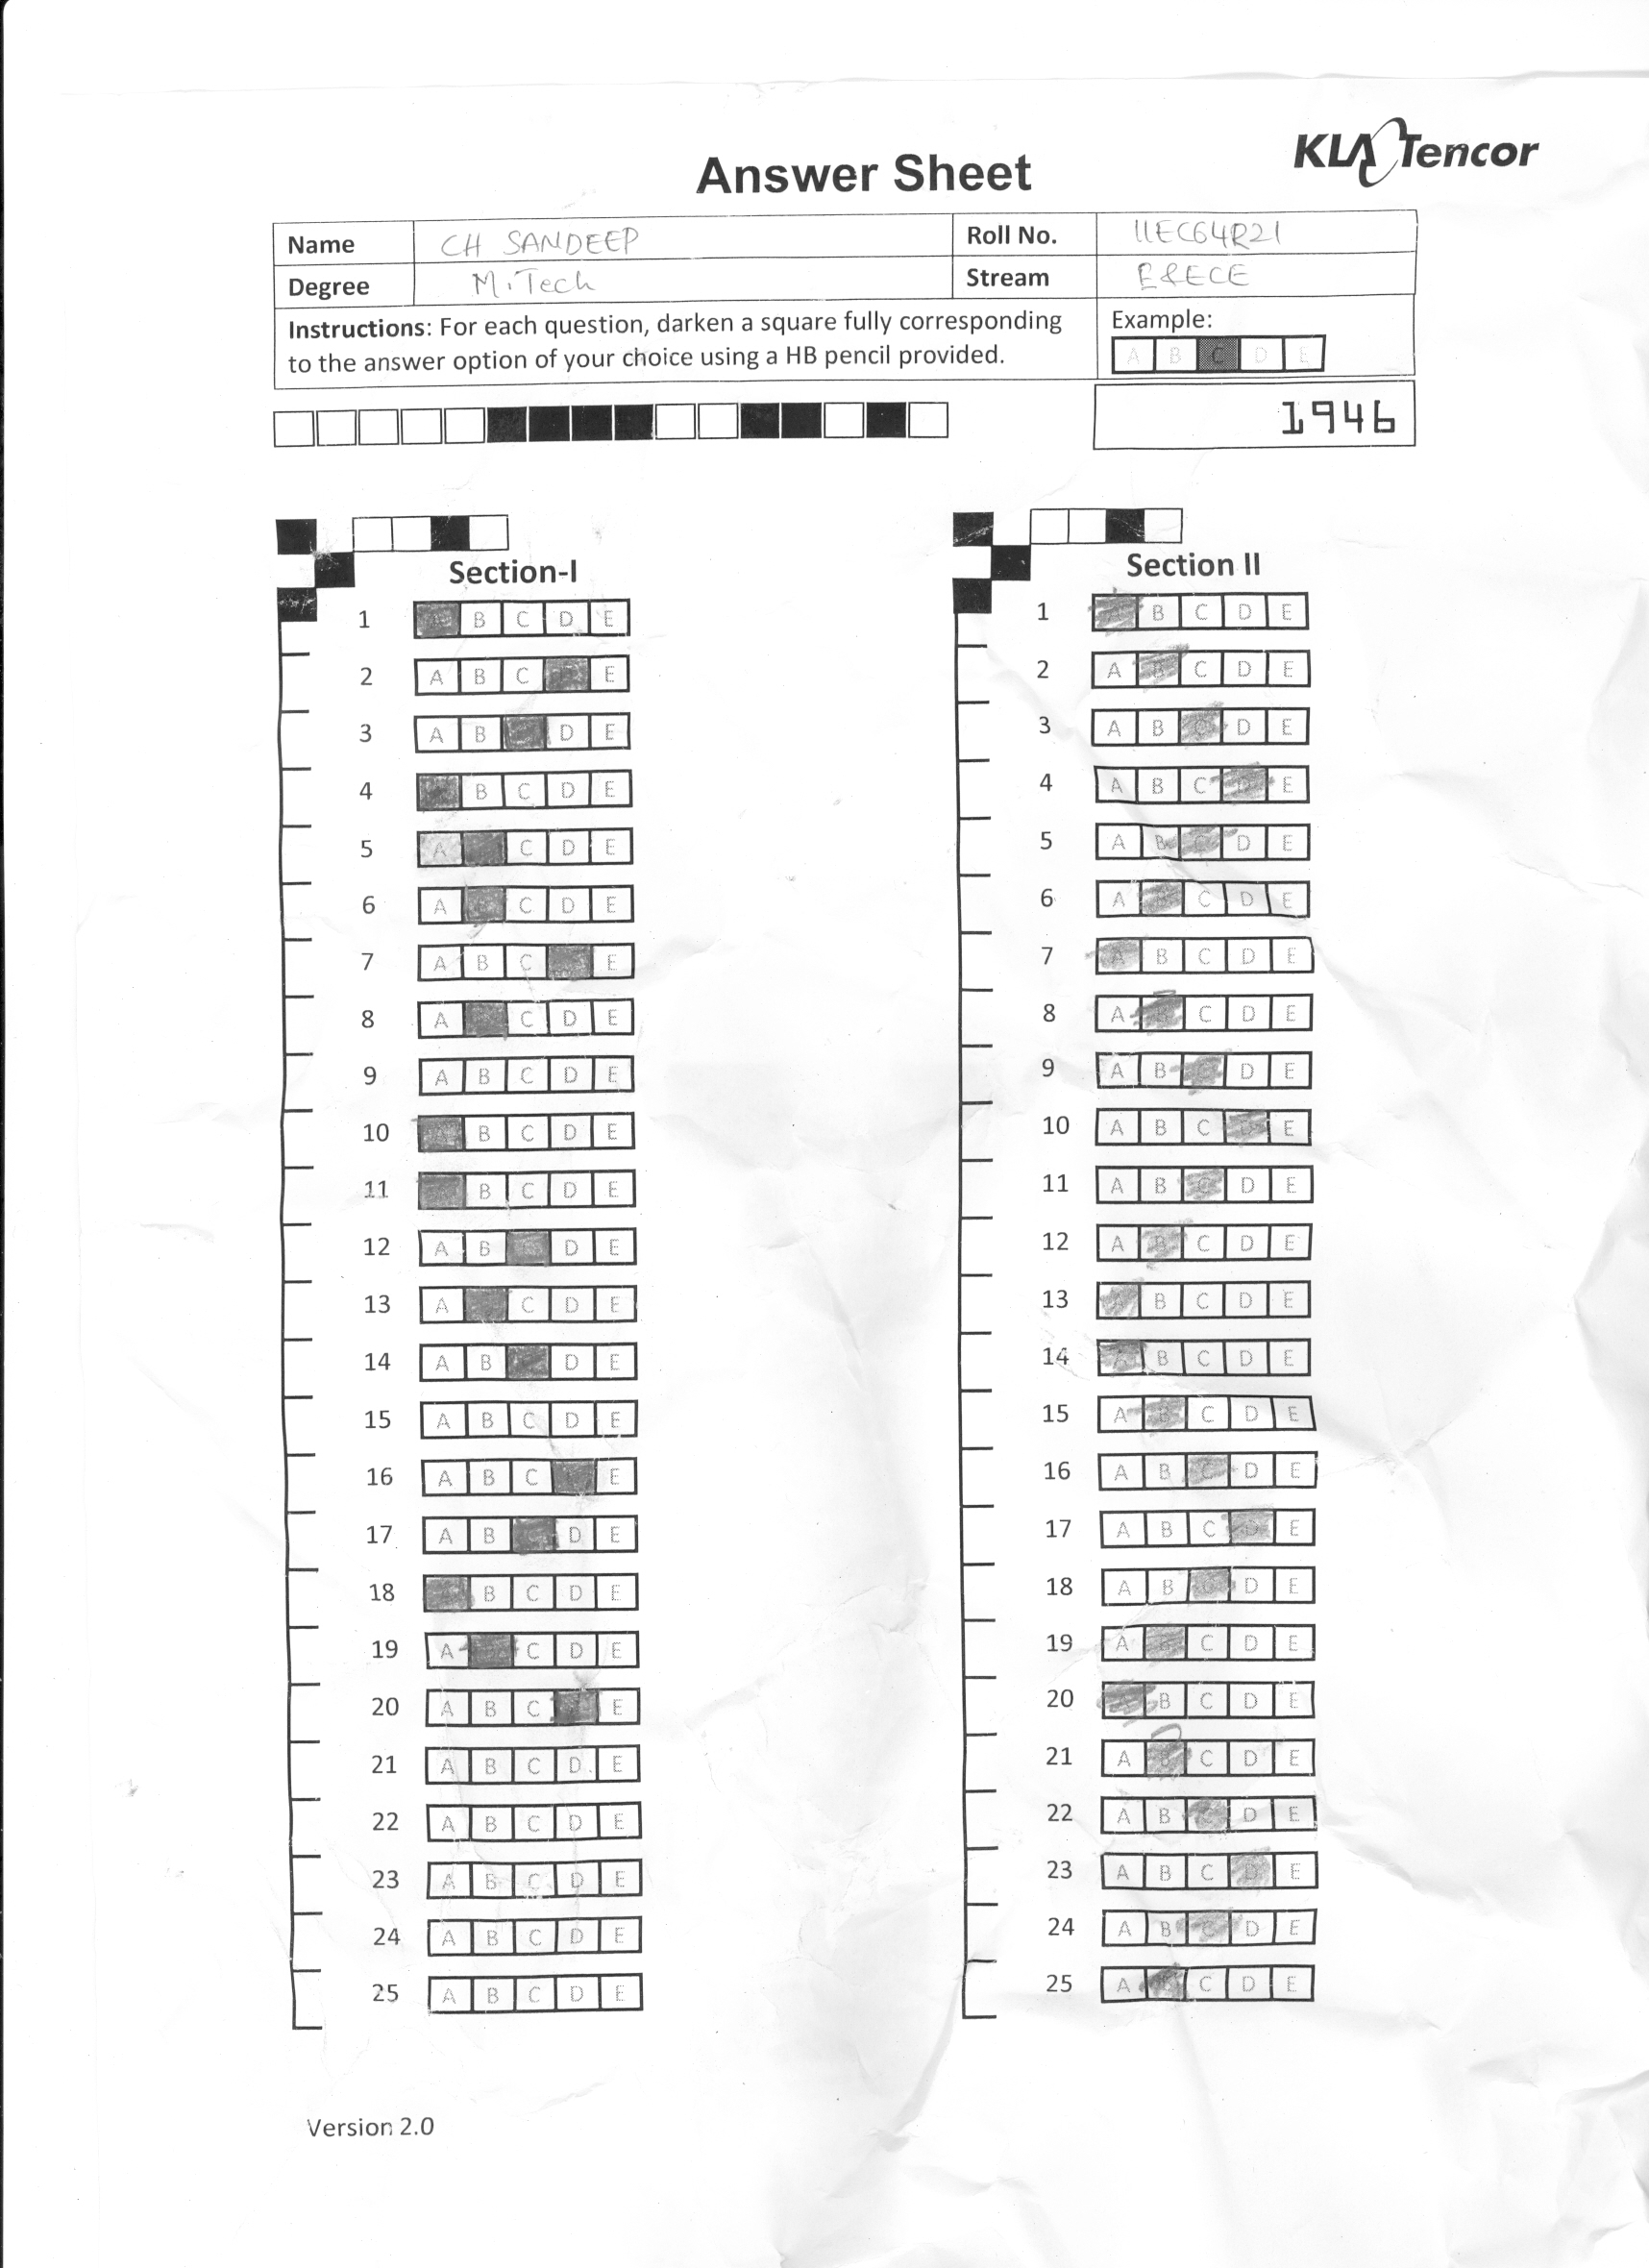 KLA Tencor
Answer Sheet
Name CH SANDEEP Roll No. 11EC64R21
Degree M.Tech Stream E&ECE
Instructions: For each question, darken a square fully corresponding Example:
to the answer option of your choice using a HB pencil provided. A B C D E
1946
Section-I Section II
1 B C D E 1 A B C D E
2 A B C E 2 A B C D E
3 A B D E 3 A B C D E
4 B C D E 4 A B C E
5 A C D E 5 A B C D E
6 A C D E 6 A C D E
7 A B C E 7 A B C D E
8 A C D E 8 A B C D E
9 A B C D E 9 A B C D E
10 B C D E 10 A B C D E
11 B C D E 11 A B C D E
12 A B D E 12 A B C D E
13 A C D E 13 B C D E
14 A B D E 14 A B C D E
15 A B C D E 15 A B C D E
16 A B C E 16 A B C D E
17 A B D E 17 A B C D E
18 B C D E 18 A B C D E
19 A C D E 19 A B C D E
20 A B C E 20 B C D E
21 A B C D E 21 A B C D E
22 A B C D E 22 A B C D E
23 A B C D E 23 A B C D E
24 A B C D E 24 A B C D E
25 A B C D E 25 A C D E
Version 2.0